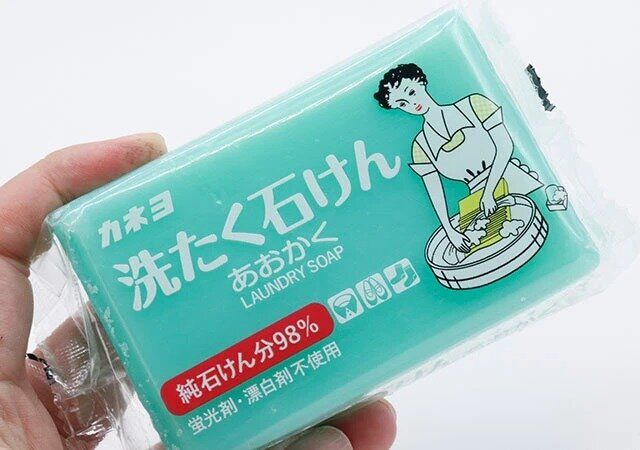 カネヨ
洗たく石けん
あおかく
LAUNDRY SOAP
純石けん分98%
蛍光剤・漂白剤 不使用